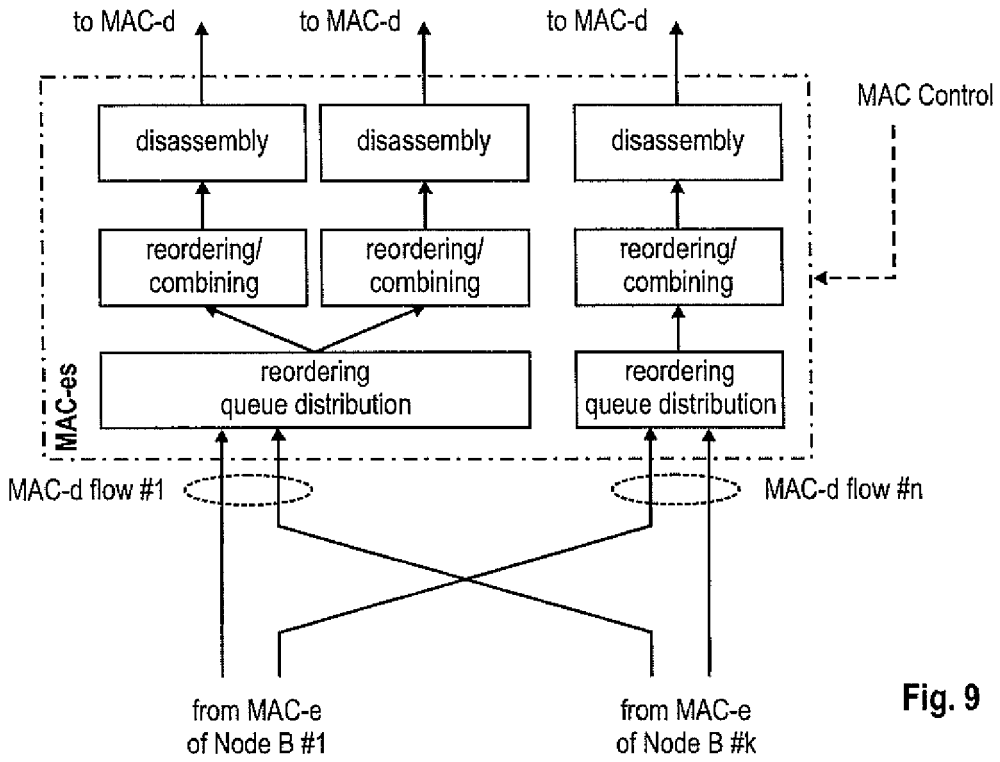 to MAC-d
to MAC-d
to MAC-d
MAC Control
disassembly
disassembly
disassembly
reordering/
combining
reordering/
combining
reordering/
combining
reordering
queue distribution
reordering
queue distribution
MAC-es
MAC-d flow #1
MAC-d flow #n
from MAC-e
of Node B #1
from MAC-e
of Node B #k
Fig. 9